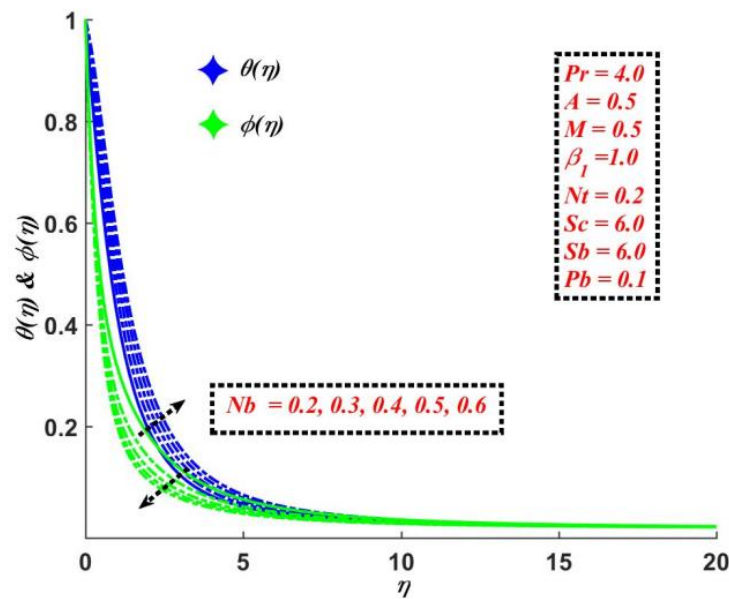 θ(η) & ϕ(η)
1
0.8
0.6
0.4
0.2
θ(η)
ϕ(η)
Pr = 4.0
A = 0.5
M = 0.5
β₁ =1.0
Nt = 0.2
Sc = 6.0
Sb = 6.0
Pb = 0.1
Nb = 0.2, 0.3, 0.4, 0.5, 0.6
0 5 10 15 20
η